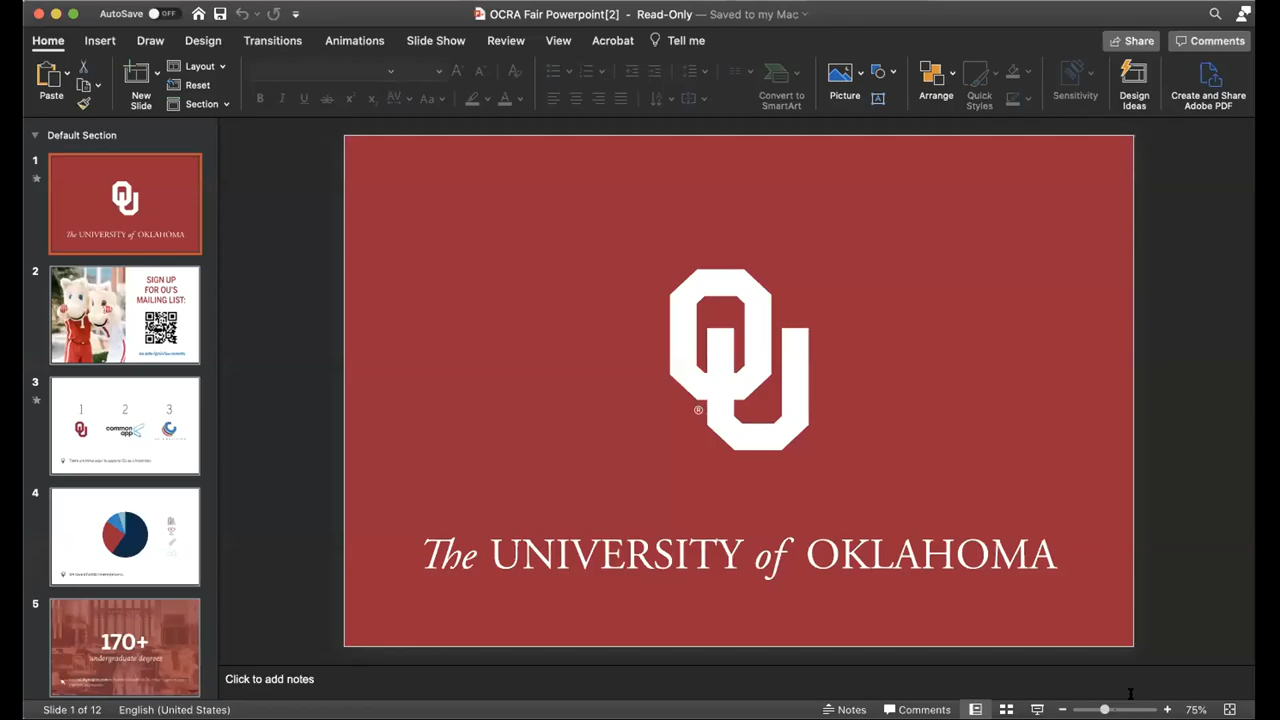 AutoSave OFF
OCRA Fair Powerpoint[2] - Read-Only — Saved to my Mac
Home Insert Draw Design Transitions Animations Slide Show Review View Acrobat Tell me
Share Comments
Paste
New Slide
Layout
Reset
Section
Convert to SmartArt
Picture
Arrange
Quick Styles
Sensitivity
Design Ideas
Create and Share Adobe PDF
Default Section
1
OU
The UNIVERSITY of OKLAHOMA
2
SIGN UP
FOR OU'S
MAILING LIST:
3
1 2 3
common app
4
5
170+
undergraduate degrees
OU
®
The UNIVERSITY of OKLAHOMA
Click to add notes
Slide 1 of 12 English (United States) Notes Comments 75%